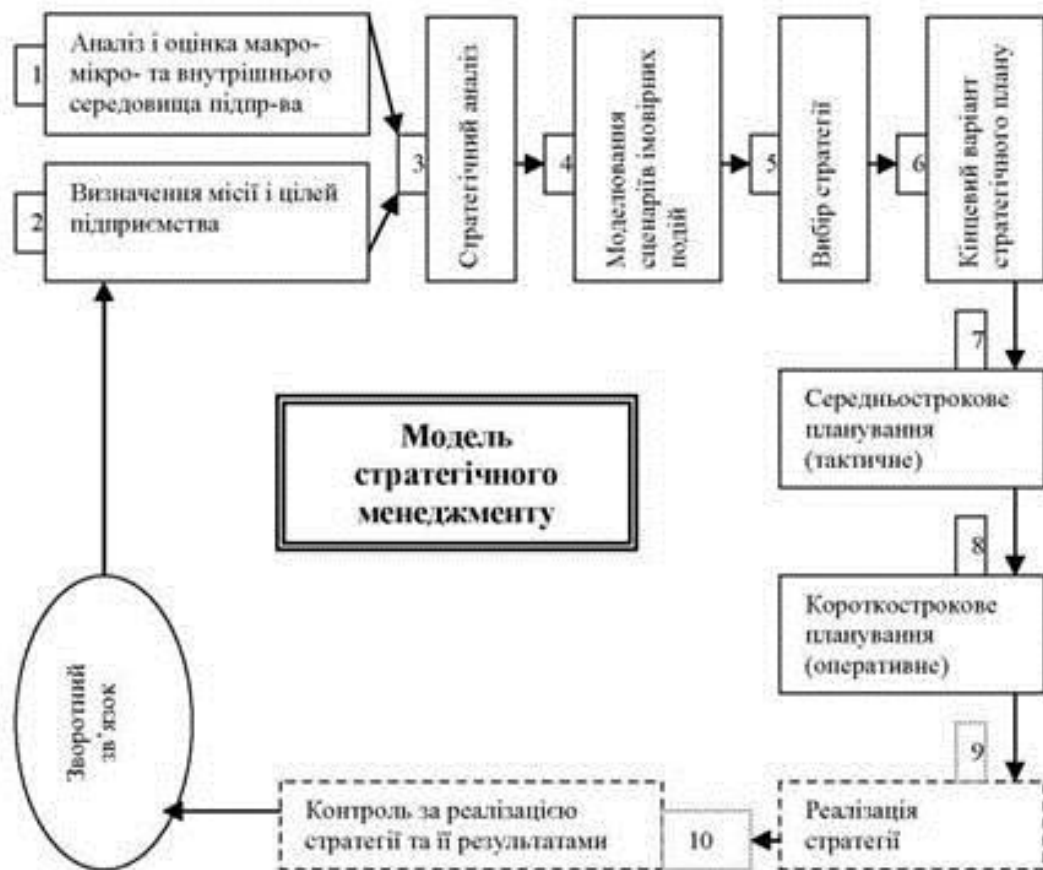 1
Аналіз і оцінка макро-
мікро- та внутрішнього
середовища підпр-ва
2
Визначення місії і цілей
підприємства
3
Стратегічний аналіз
4
Моделювання
сценаріїв імовірних
подій
5
Вибір стратегії
6
Кінцевий варіант
стратегічного плану
7
Середньострокове
планування
(тактичне)
Модель
стратегічного
менеджменту
8
Короткострокове
планування
(оперативне)
9
Реалізація
стратегії
10
Контроль за реалізацією
стратегії та її результатами
Зворотний
зв'язок